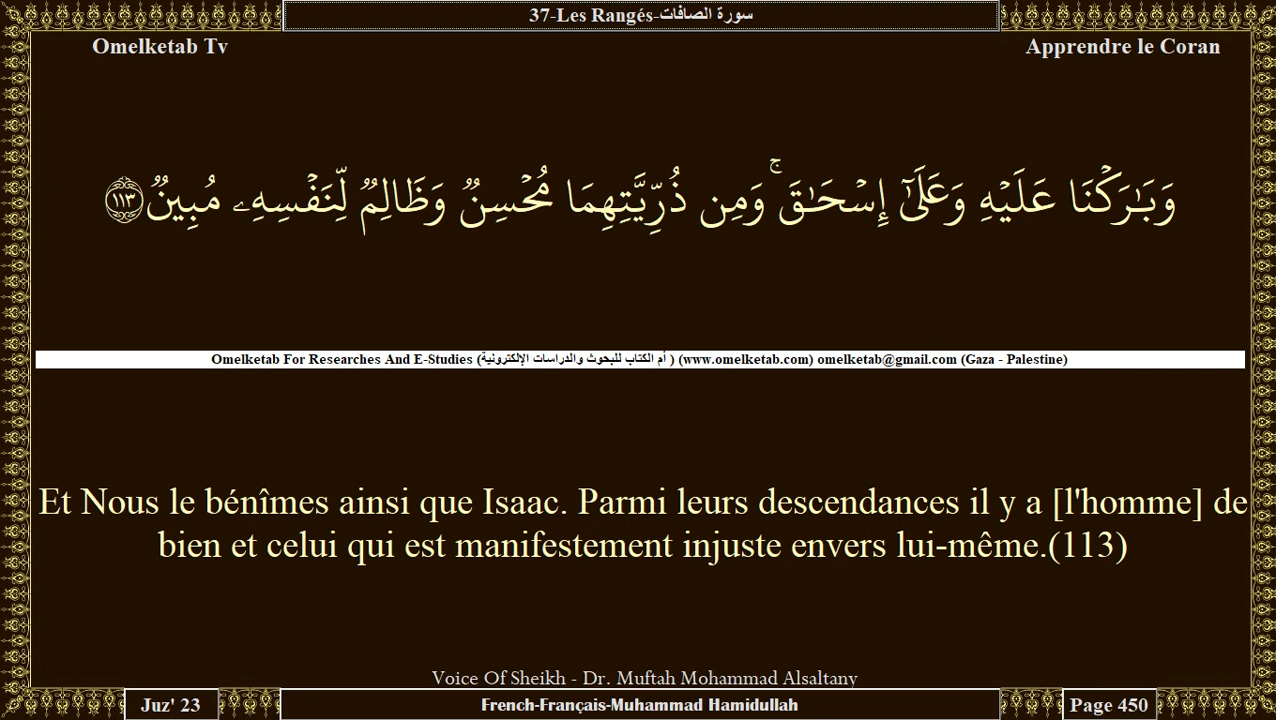 37-Les Rangés-سورة الصافات
Omelketab Tv
Apprendre le Coran
وَبَٰرَكْنَا عَلَيْهِ وَعَلَىٰٓ إِسْحَٰقَ ۚ وَمِن ذُرِّيَّتِهِمَا مُحْسِنٌ وَظَالِمٌ لِّنَفْسِهِۦ مُبِينٌ ١١٣
Omelketab For Researches And E-Studies (أم الكتاب للبحوث والدراسات الإلكترونية ) (www.omelketab.com) omelketab@gmail.com (Gaza - Palestine)
Et Nous le bénîmes ainsi que Isaac. Parmi leurs descendances il y a [l'homme] de
bien et celui qui est manifestement injuste envers lui-même.(113)
Voice Of Sheikh - Dr. Muftah Mohammad Alsaltany
Juz' 23
French-Français-Muhammad Hamidullah
Page 450